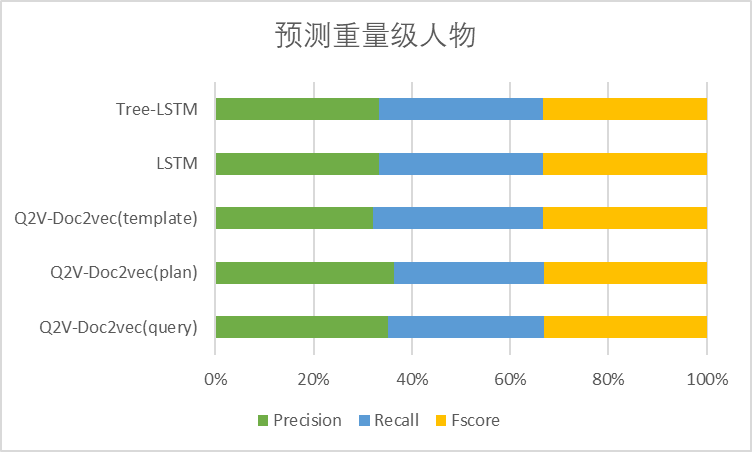 预测重量级人物
Tree-LSTM
LSTM
Q2V-Doc2vec(template)
Q2V-Doc2vec(plan)
Q2V-Doc2vec(query)
0% 20% 40% 60% 80% 100%
Precision Recall Fscore